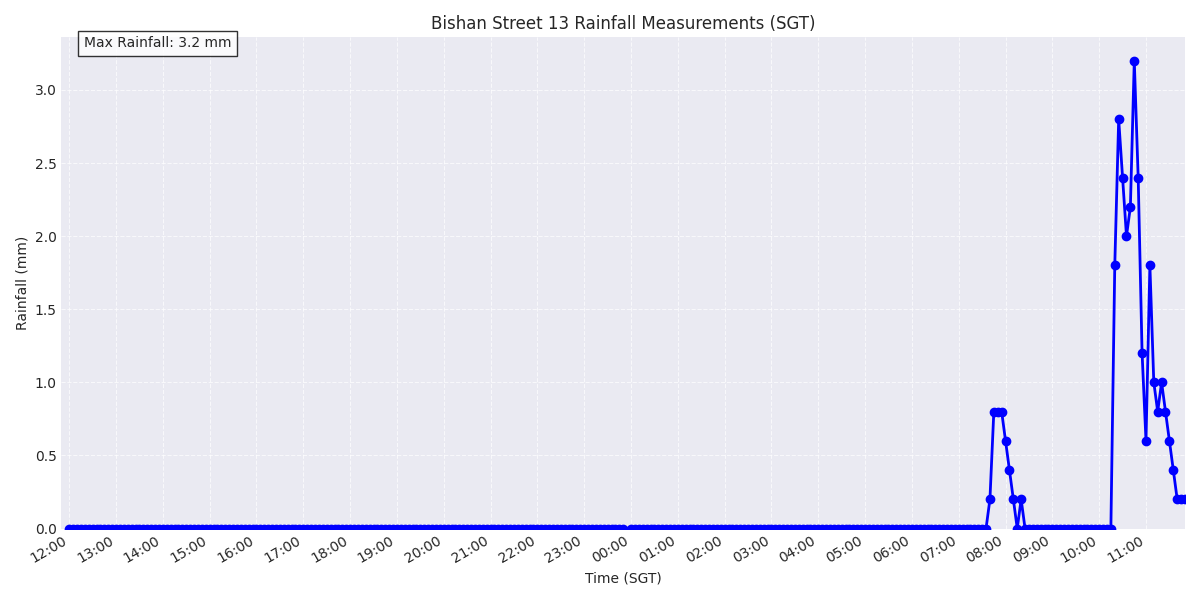 Bishan Street 13 Rainfall Measurements (SGT)
Max Rainfall: 3.2 mm
Rainfall (mm)
3.0
2.5
2.0
1.5
1.0
0.5
0.0
12:00 13:00 14:00 15:00 16:00 17:00 18:00 19:00 20:00 21:00 22:00 23:00 00:00 01:00 02:00 03:00 04:00 05:00 06:00 07:00 08:00 09:00 10:00 11:00
Time (SGT)